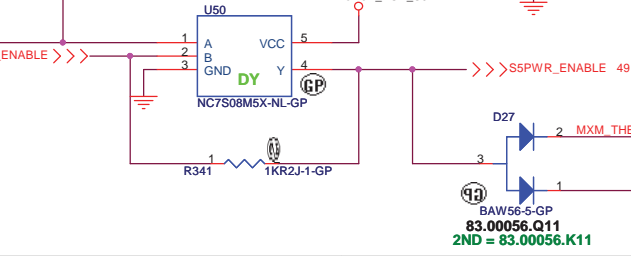 U50
1 A VCC 5
ENABLE 2 B
3 GND Y 4
DY
GP
NC7S08M5X-NL-GP
S5PWR_ENABLE 49
R341 1 1KR2J-1-GP
D27
2 MXM_THE
3
1
GP
BAW56-5-GP
83.00056.Q11
2ND = 83.00056.K11